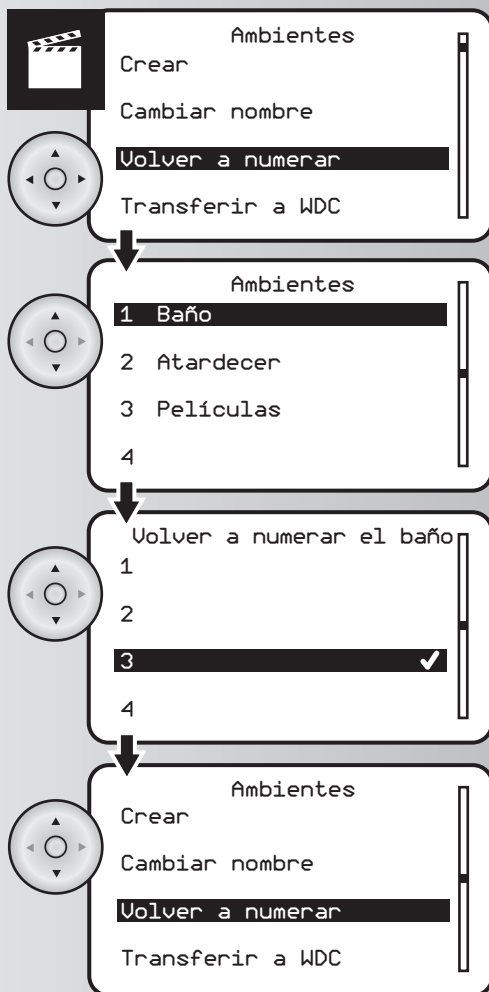 Ambientes
Crear
Cambiar nombre
Volver a numerar
Transferir a WDC
Ambientes
1 Baño
2 Atardecer
3 Películas
4
Volver a numerar el baño
1
2
3
4
Ambientes
Crear
Cambiar nombre
Volver a numerar
Transferir a WDC